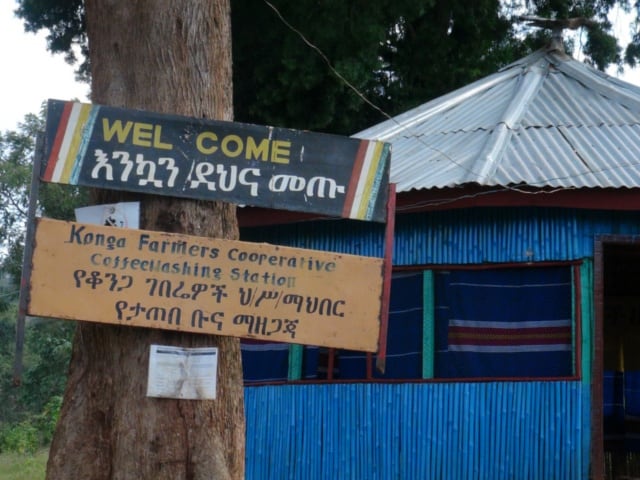 WEL COME
እንኳን ደህና መጡ
Konga Farmers Cooperative
CoffeeWashing Station
የቆንጋ ገበሬዎች ህ/ሥ/ማህበር
የታጠበ ቡና ማዘጋጃ